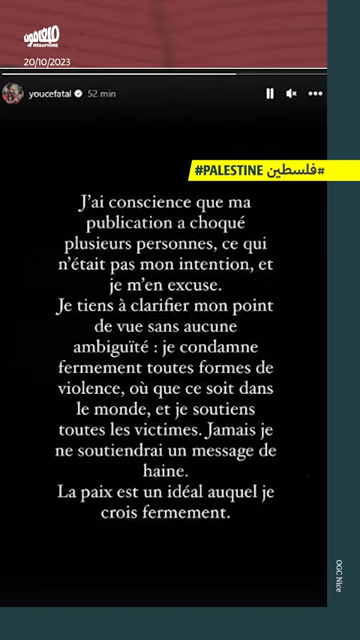 ميغافون
MEGAPHONE
20/10/2023
youcefatal 52 min
#PALESTINE فلسطين#
J'ai conscience que ma
publication a choqué
plusieurs personnes, ce qui
n'était pas mon intention, et
je m'en excuse.
Je tiens à clarifier mon point
de vue sans aucune
ambiguïté : je condamne
fermement toutes formes de
violence, où que ce soit dans
le monde, et je soutiens
toutes les victimes. Jamais je
ne soutiendrai un message de
haine.
La paix est un idéal auquel je
crois fermement.
OGC Nice